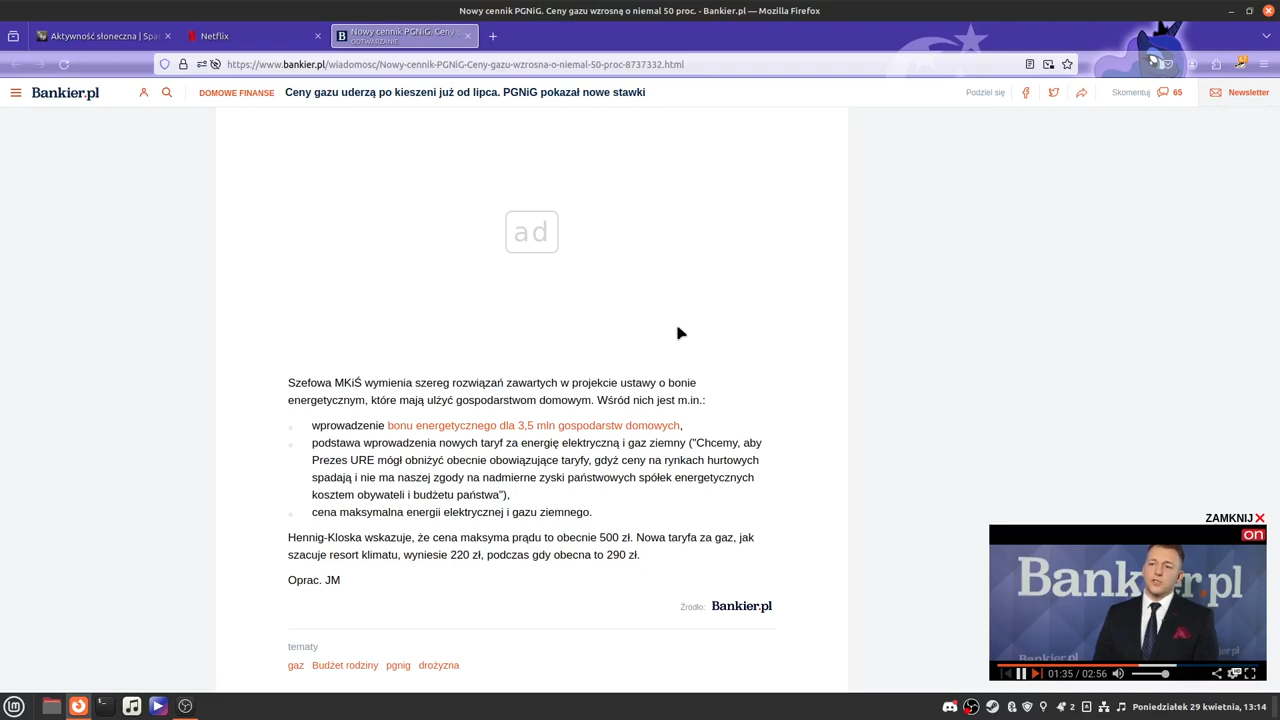 Nowy cennik PGNiG. Ceny gazu wzrosną o niemal 50 proc. - Bankier.pl — Mozilla Firefox
Aktywność słoneczna | Spac
Netflix
Nowy cennik PGNiG. Ceny g
ODTWARZANIE
https://www.bankier.pl/wiadomosc/Nowy-cennik-PGNiG-Ceny-gazu-wzrosna-o-niemal-50-proc-8737332.html
Bankier.pl
DOMOWE FINANSE
Ceny gazu uderzą po kieszeni już od lipca. PGNiG pokazał nowe stawki
Podziel się
Skomentuj
65
Newsletter
ad
Szefowa MKiŚ wymienia szereg rozwiązań zawartych w projekcie ustawy o bonie
energetycznym, które mają ulżyć gospodarstwom domowym. Wśród nich jest m.in.:
wprowadzenie bonu energetycznego dla 3,5 mln gospodarstw domowych,
podstawa wprowadzenia nowych taryf za energię elektryczną i gaz ziemny ("Chcemy, aby
Prezes URE mógł obniżyć obecnie obowiązujące taryfy, gdyż ceny na rynkach hurtowych
spadają i nie ma naszej zgody na nadmierne zyski państwowych spółek energetycznych
kosztem obywateli i budżetu państwa"),
cena maksymalna energii elektrycznej i gazu ziemnego.
Hennig-Kloska wskazuje, że cena maksyma prądu to obecnie 500 zł. Nowa taryfa za gaz, jak
szacuje resort klimatu, wyniesie 220 zł, podczas gdy obecna to 290 zł.
Oprac. JM
Źródło: Bankier.pl
tematy
gaz Budżet rodziny pgnig drożyzna
ZAMKNIJ
on
Bankier.pl
Bankier.pl
01:35 / 02:56
2
Poniedziałek 29 kwietnia, 13:14